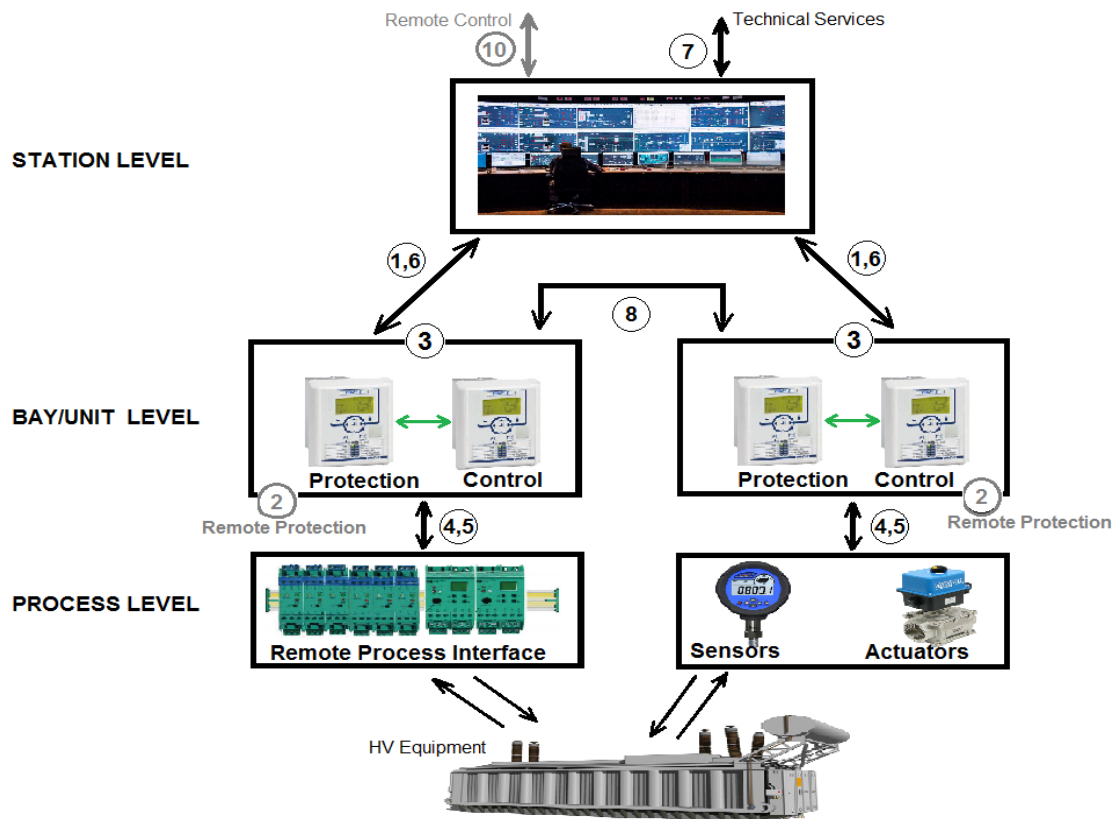 Remote Control
Technical Services
10
7
STATION LEVEL
1,6
1,6
8
3
3
BAY/UNIT LEVEL
Protection
Control
Protection
Control
2
Remote Protection
2
Remote Protection
4,5
4,5
PROCESS LEVEL
Remote Process Interface
Sensors
Actuators
HV Equipment